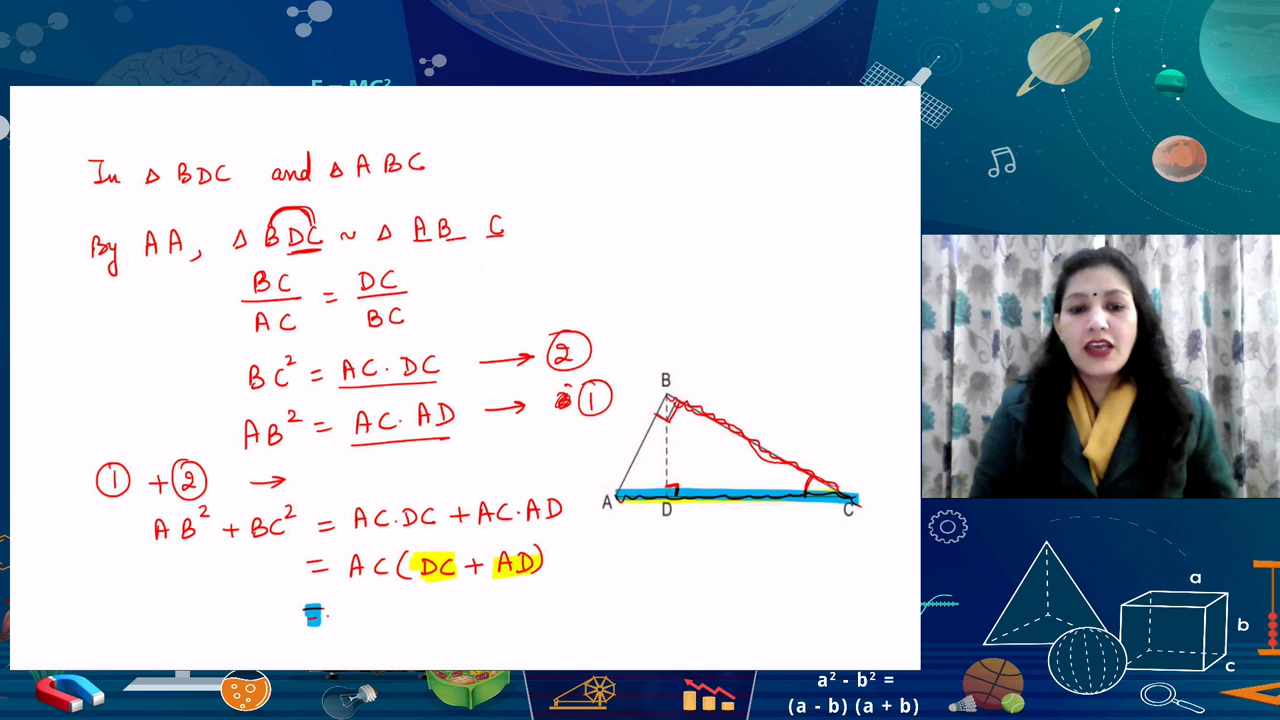 E = MC²
In △ BDC and △ ABC
By AA, △ BDC ~ △ AB C
BC/AC = DC/BC
BC² = AC · DC → ②
AB² = AC · AD → ①
① + ② →
AB² + BC² = AC·DC + AC·AD
= AC (DC + AD)
=
B
A D C
a
b
c
a² - b² =
(a - b) (a + b)